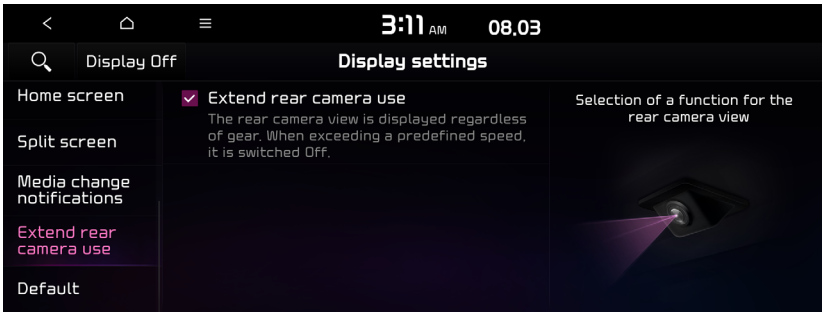 3:11 AM 08.03
Display Off
Display settings
Home screen
Split screen
Media change
notifications
Extend rear
camera use
Default
Extend rear camera use
The rear camera view is displayed regardless
of gear. When exceeding a predefined speed,
it is switched Off.
Selection of a function for the
rear camera view